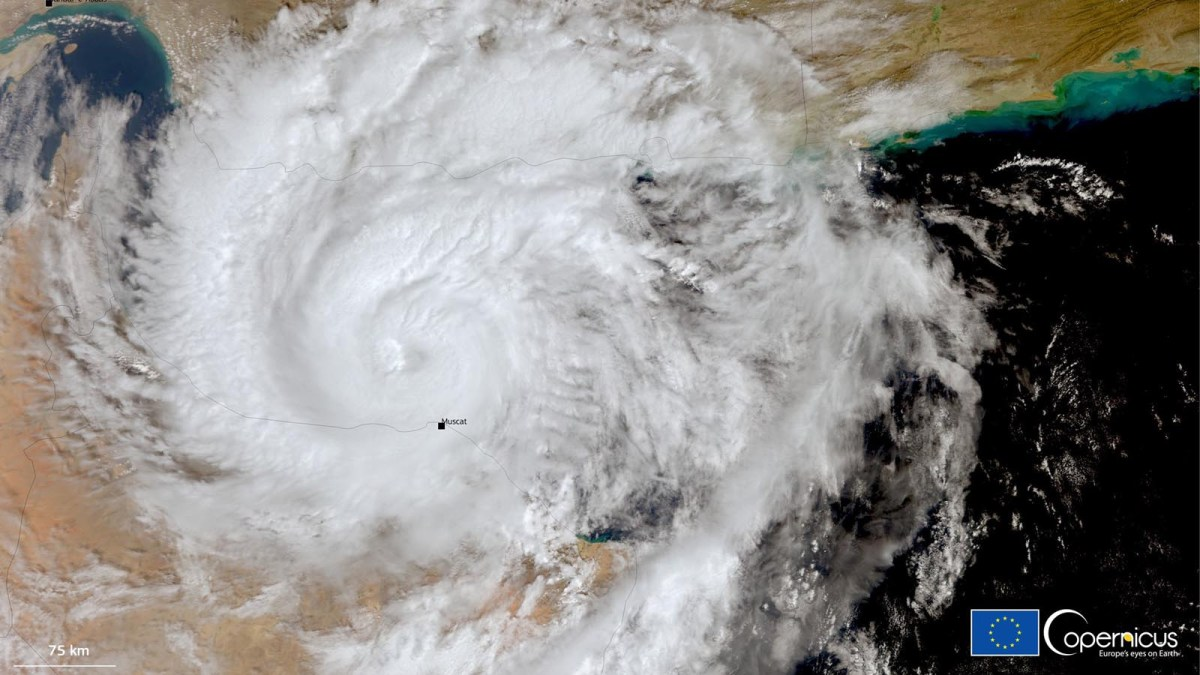 Muscat
75 km
Copernicus
Europe's eyes on Earth